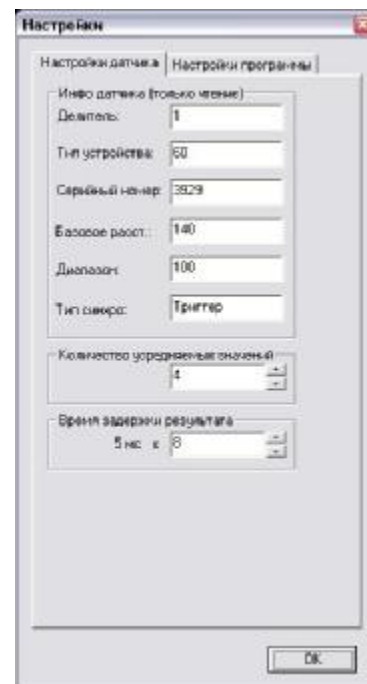 Настройки
Настройки датчика Настройки программы
Инфо датчика (только чтение)
Делитель: 1
Тип устройства: 60
Серийный номер: 3929
Базовое расст.: 140
Диапазон: 100
Тип синхро: Триггер
Количество усредняемых значений
4
Время задержки результата
5 мс x 8
OK